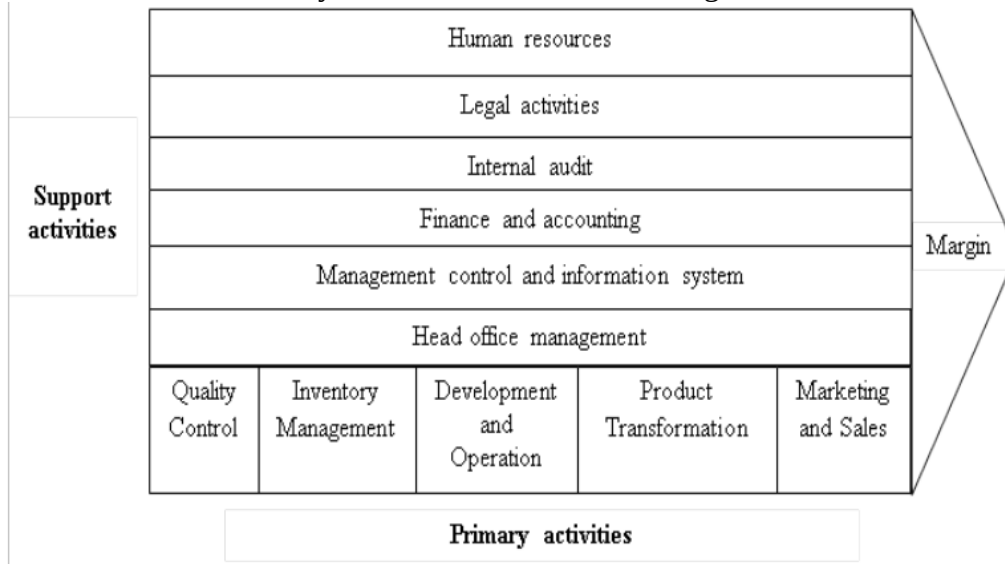 Human resources
Legal activities
Internal audit
Support
activities
Finance and accounting
Margin
Management control and information system
Head office management
Quality
Control
Inventory
Management
Development
and
Operation
Product
Transformation
Marketing
and Sales
Primary activities